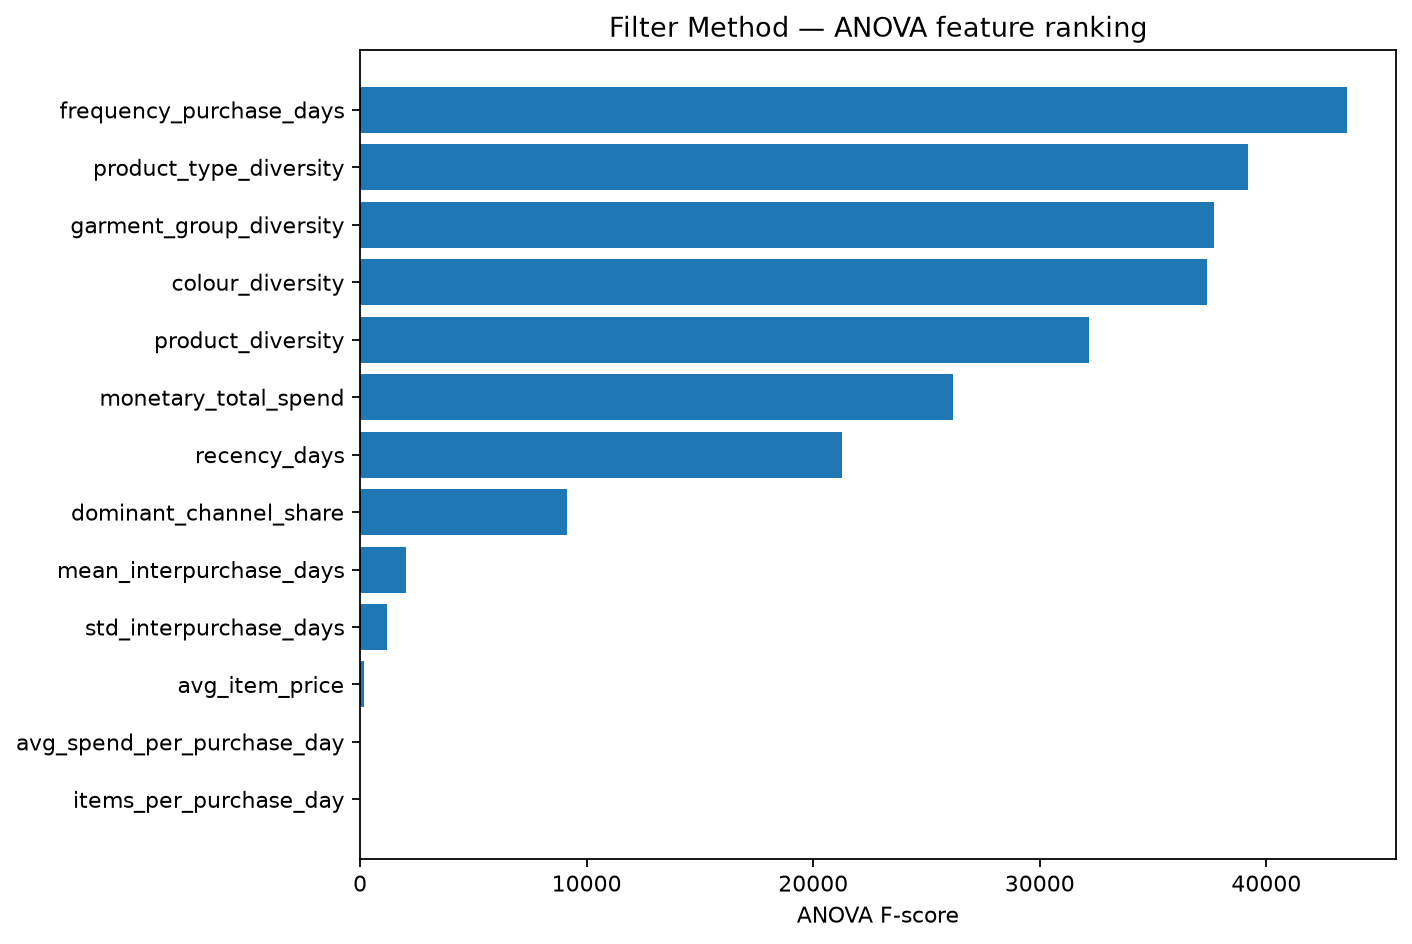 Filter Method — ANOVA feature ranking
frequency_purchase_days
product_type_diversity
garment_group_diversity
colour_diversity
product_diversity
monetary_total_spend
recency_days
dominant_channel_share
mean_interpurchase_days
std_interpurchase_days
avg_item_price
avg_spend_per_purchase_day
items_per_purchase_day
0 10000 20000 30000 40000
ANOVA F-score